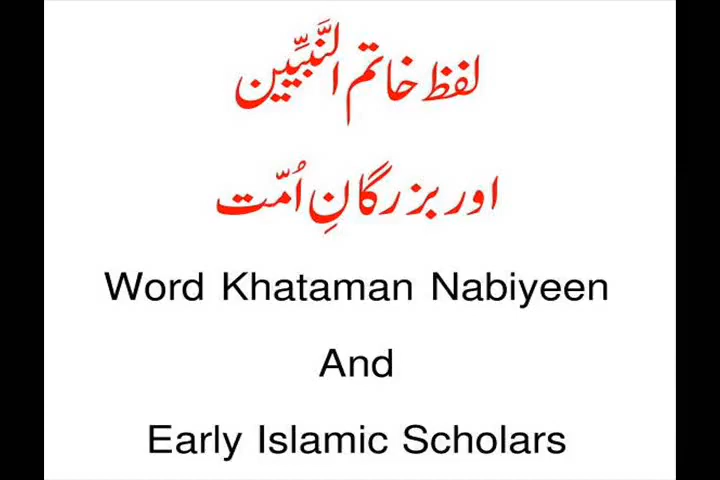 لفظ خاتم النَّبیِّین
اور بزرگانِ اُمّت
Word Khataman Nabiyeen
And
Early Islamic Scholars